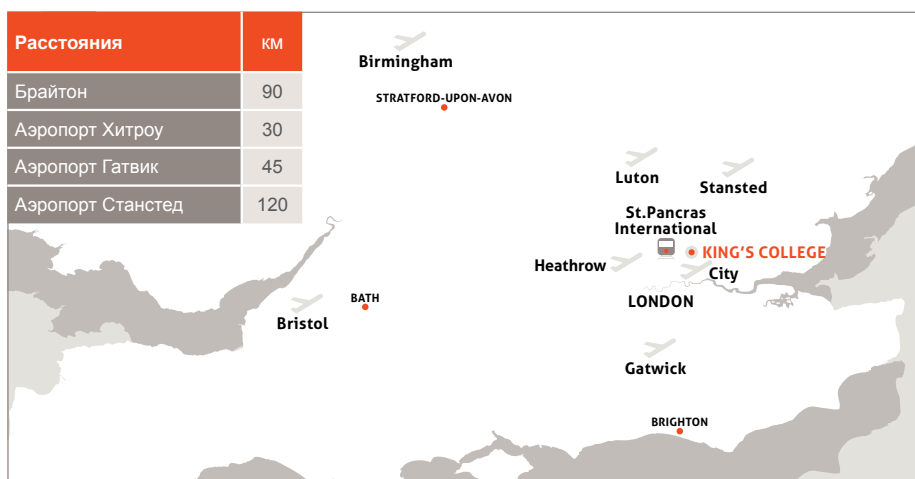 Расстояния км
Брайтон 90
Аэропорт Хитроу 30
Аэропорт Гатвик 45
Аэропорт Станстед 120
Birmingham
STRATFORD-UPON-AVON
Luton
Stansted
St.Pancras
International
KING'S COLLEGE
Heathrow
City
LONDON
BATH
Bristol
Gatwick
BRIGHTON